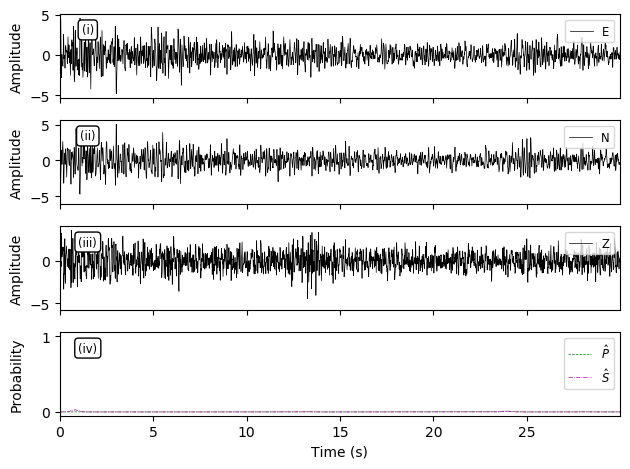 5
0
−5
Amplitude
(i)
E
5
0
−5
Amplitude
(ii)
N
0
−5
Amplitude
(iii)
Z
1
0
Probability
(iv)
P̂
Ŝ
0 5 10 15 20 25
Time (s)